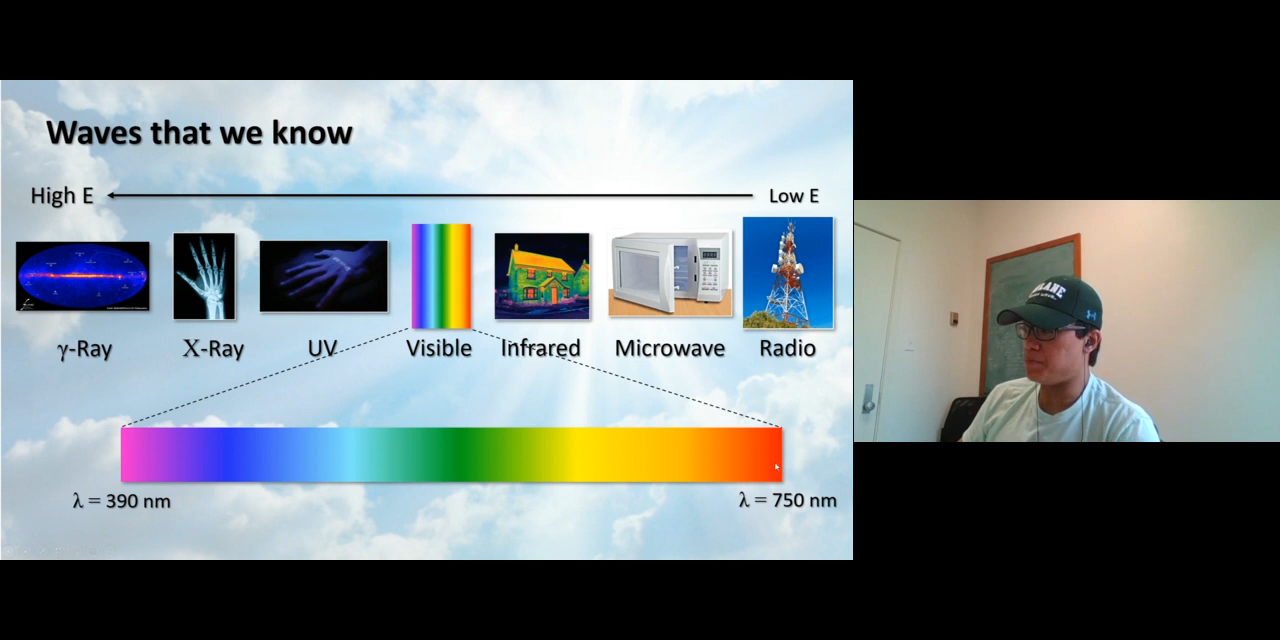 Waves that we know
High E
Low E
γ-Ray
X-Ray
UV
Visible
Infrared
Microwave
Radio
λ = 390 nm
λ = 750 nm